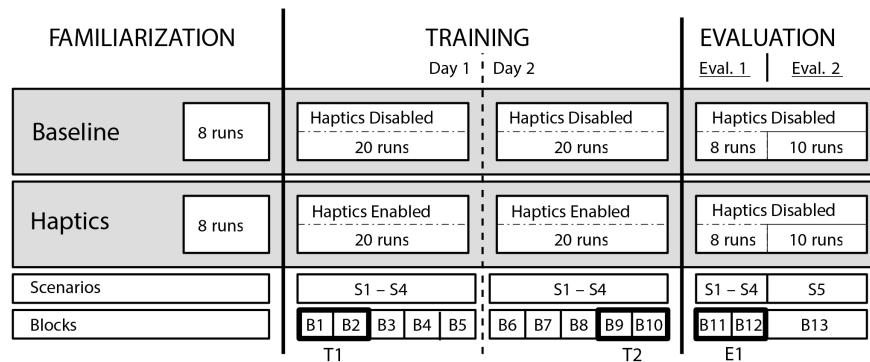 FAMILIARIZATION TRAINING EVALUATION
Day 1 Day 2 Eval. 1 Eval. 2
Baseline 8 runs Haptics Disabled 20 runs Haptics Disabled 20 runs Haptics Disabled 8 runs 10 runs
Haptics 8 runs Haptics Enabled 20 runs Haptics Enabled 20 runs Haptics Disabled 8 runs 10 runs
Scenarios S1 – S4 S1 – S4 S1 – S4 S5
Blocks B1 B2 B3 B4 B5 B6 B7 B8 B9 B10 B11 B12 B13
T1 T2 E1